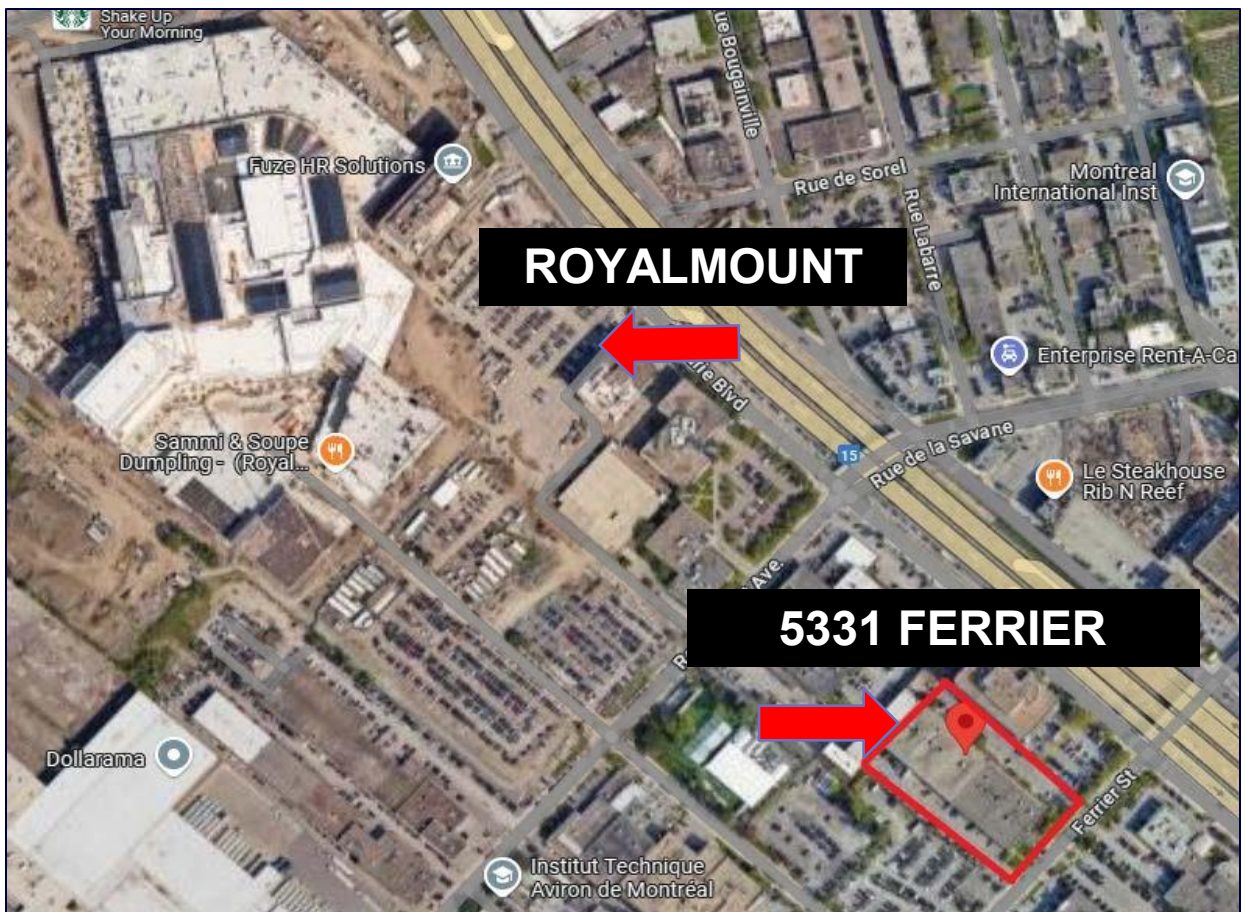 Shake Up
Your Morning
Rue Bougainville
Fuze HR Solutions
Rue de Sorel
Montreal
International Inst
Rue Labarre
ROYALMOUNT
Enterprise Rent-A-Ca
Blvd
15
Rue de la Savane
Sammi & Soupe
Dumpling - (Royal...
Le Steakhouse
Rib N Reef
Ave.
5331 FERRIER
Dollarama
Ferrier St
Institut Technique
Aviron de Montréal